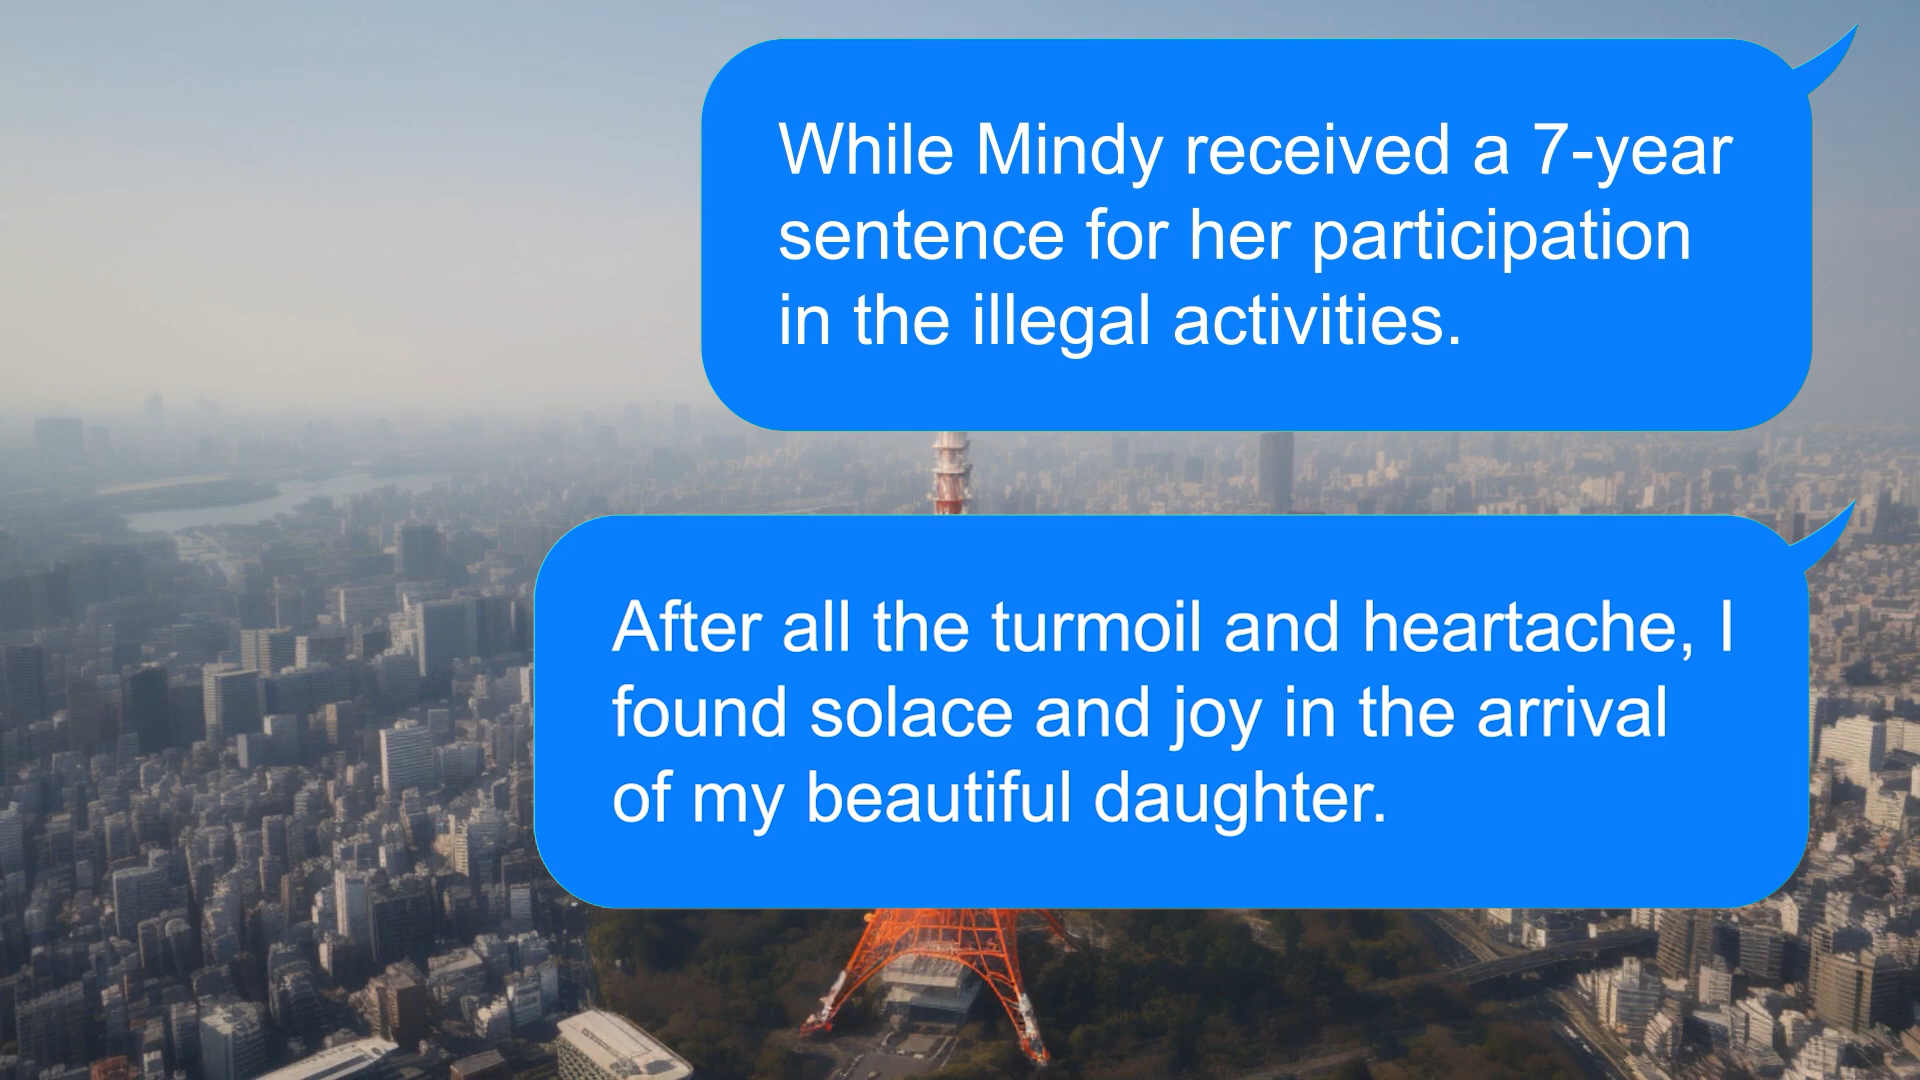 While Mindy received a 7-year
sentence for her participation
in the illegal activities.
After all the turmoil and heartache, I
found solace and joy in the arrival
of my beautiful daughter.